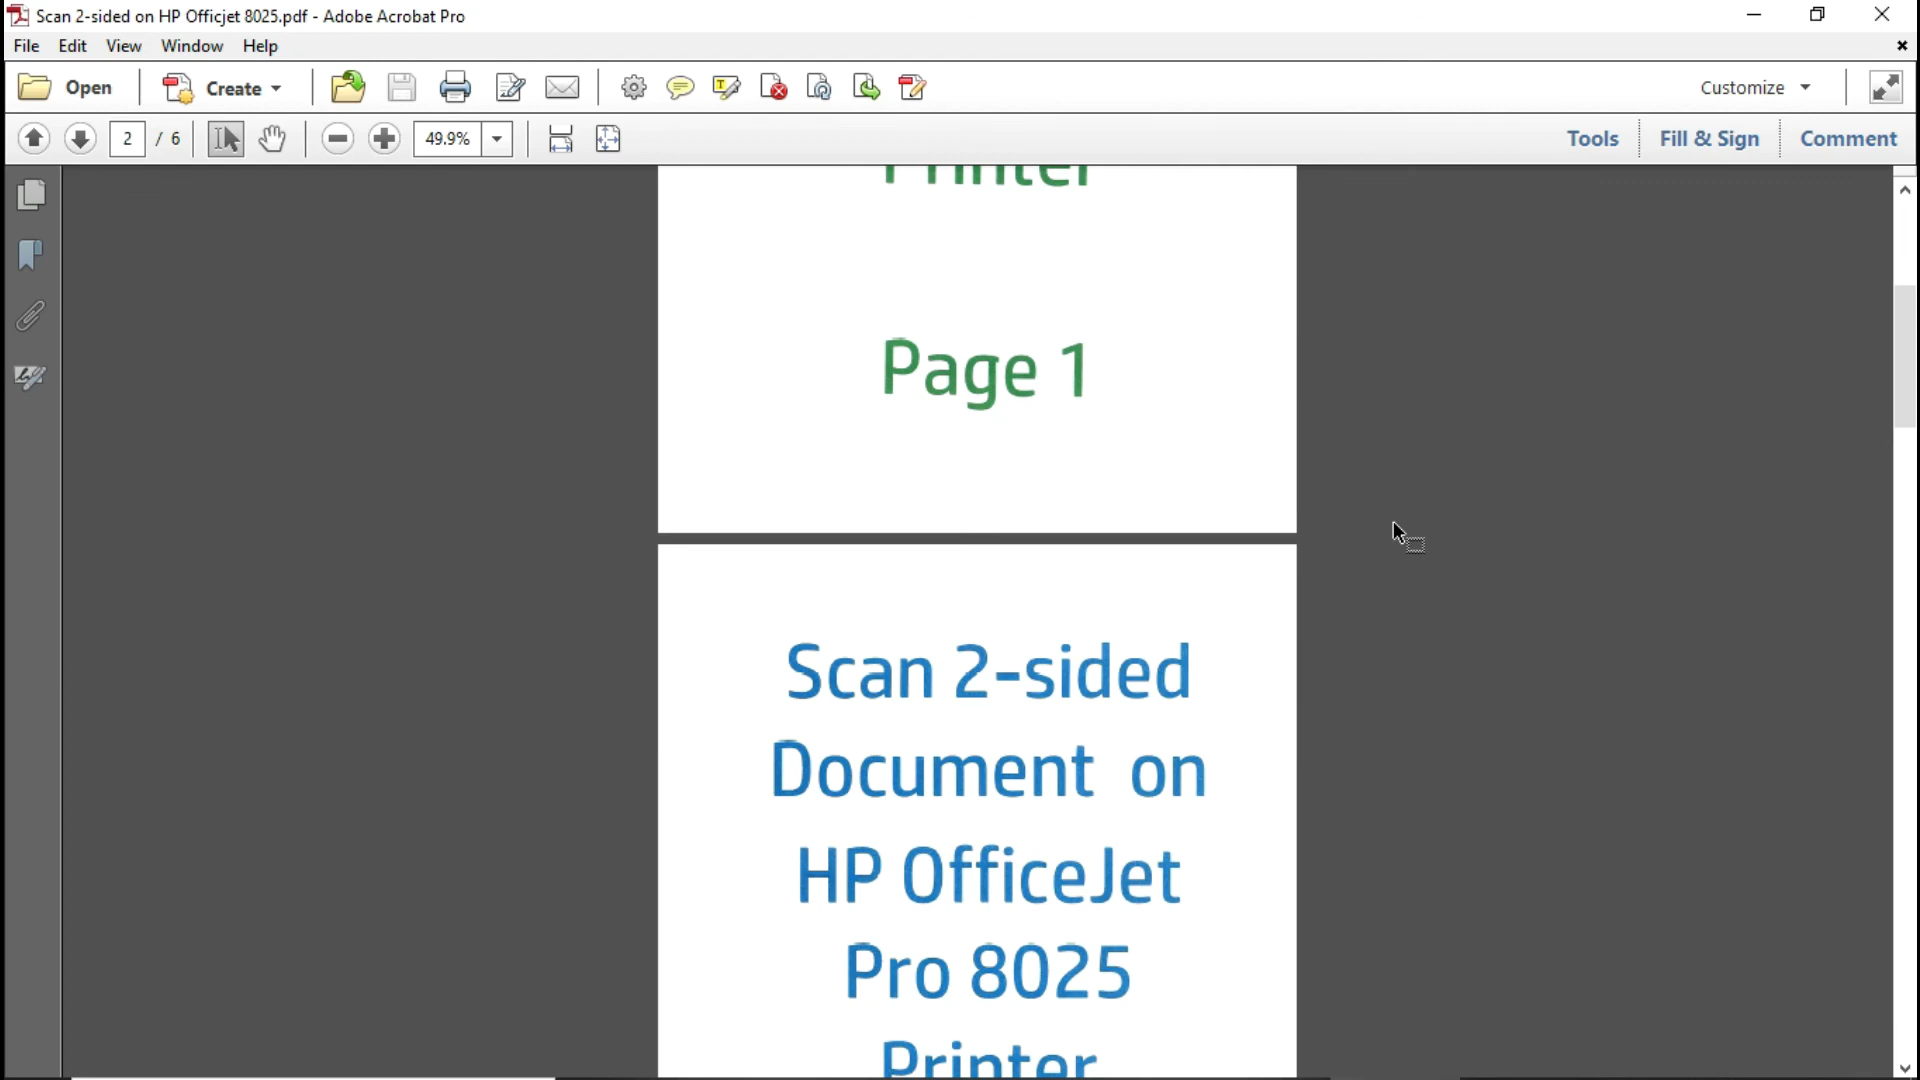 Scan 2-sided on HP Officjet 8025.pdf - Adobe Acrobat Pro
File Edit View Window Help
Open Create Customize
2 / 6 49.9% Tools Fill & Sign Comment
Printer
Page 1
Scan 2-sided
Document on
HP OfficeJet
Pro 8025
Printer